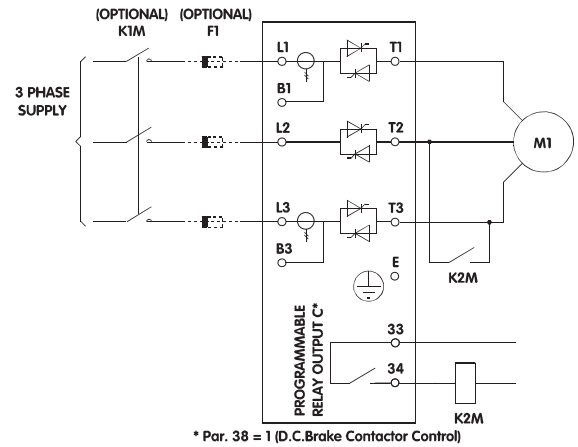 (OPTIONAL) (OPTIONAL)
K1M F1
L1 T1
B1
3 PHASE
SUPPLY
L2 T2
M1
L3 T3
B3
E
K2M
PROGRAMMABLE
RELAY OUTPUT C*
33
34
K2M
* Par. 38 = 1 (D.C.Brake Contactor Control)